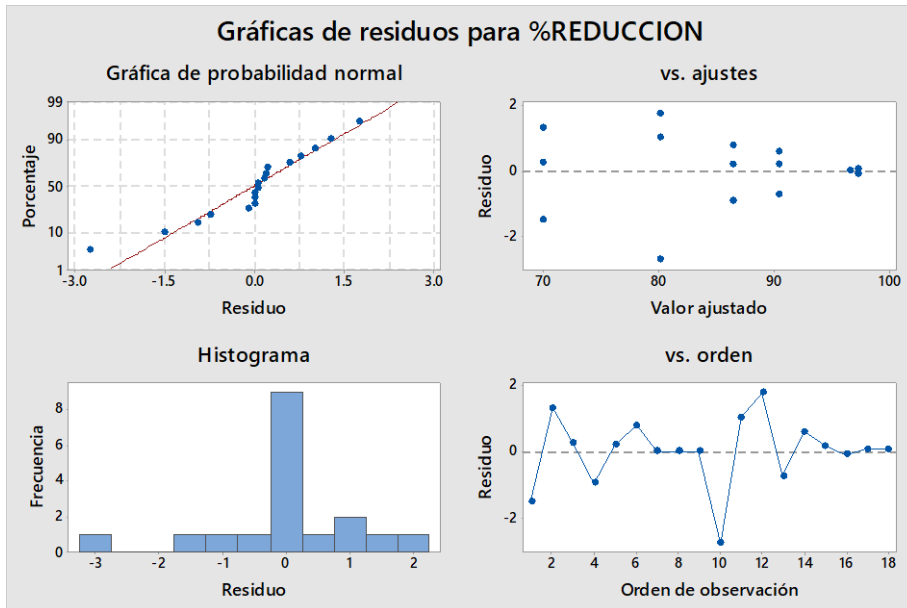 Gráficas de residuos para %REDUCCION
Gráfica de probabilidad normal
99
90
50
10
1
Porcentaje
-3.0 -1.5 0.0 1.5 3.0
Residuo
vs. ajustes
2
0
-2
Residuo
70 80 90 100
Valor ajustado
Histograma
8
6
4
2
0
Frecuencia
-3 -2 -1 0 1 2
Residuo
vs. orden
2
0
-2
Residuo
2 4 6 8 10 12 14 16 18
Orden de observación